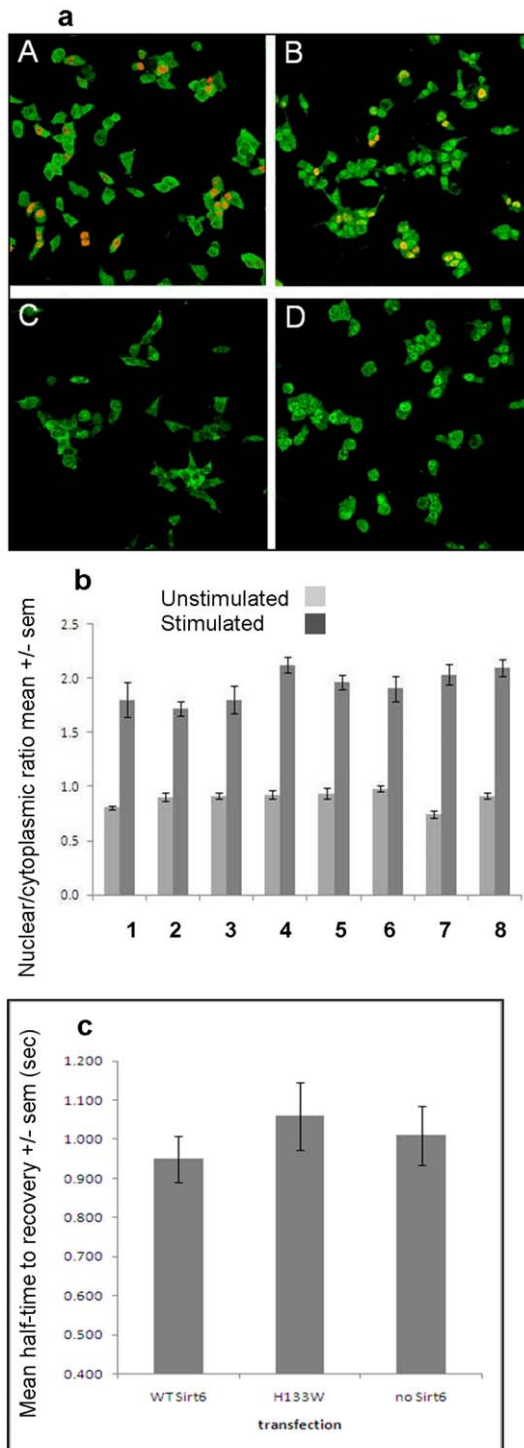 a
A
B
C
D
b
Unstimulated
Stimulated
Nuclear/cytoplasmic ratio mean +/- sem
2.5
2.0
1.5
1.0
0.5
0.0
1 2 3 4 5 6 7 8
c
Mean half-time to recovery +/- sem (sec)
1.200
1.100
1.000
0.900
0.800
0.700
0.600
0.500
0.400
WT Sirt6 H133W no Sirt6
transfection